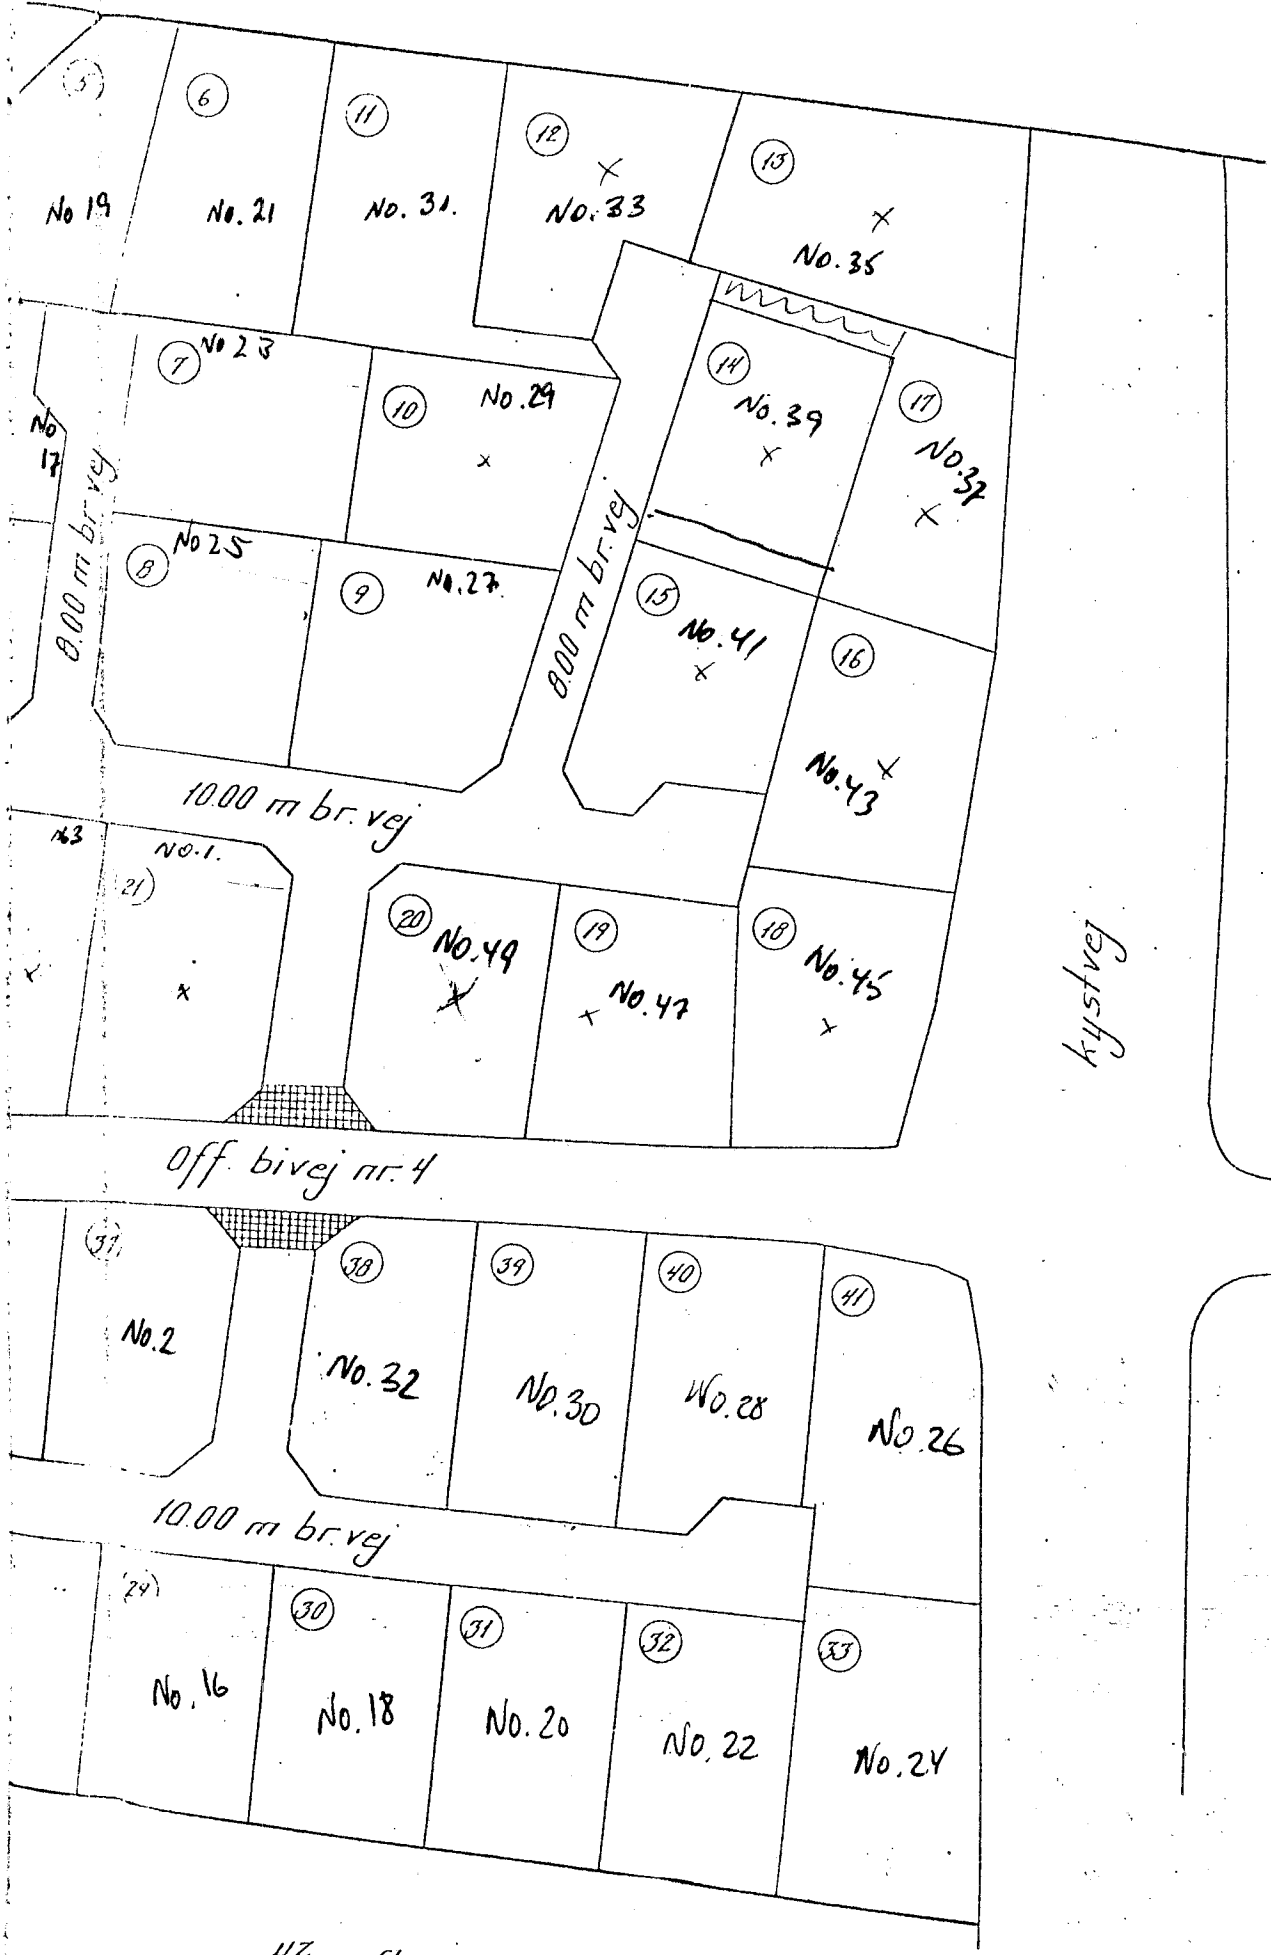 5
No 19
6
No. 21
11
No. 31.
12
No. 33
13
No. 35
7
No 23
10
No. 29
14
No. 39
17
No. 37
No
17
8.00 m br. vej
8
No 25
9
No. 27.
8.00 m br. vej
15
No. 41
16
No. 43
10.00 m br. vej
No 3
No. 1.
21
20
No. 49
19
No. 47
18
No. 45
kystvej
Off. bivej nr. 4
37
No. 2
38
No. 32
39
No. 30
40
No. 28
41
No. 26
10.00 m br. vej
No. 16
30
No. 18
31
No. 20
32
No. 22
33
No. 24